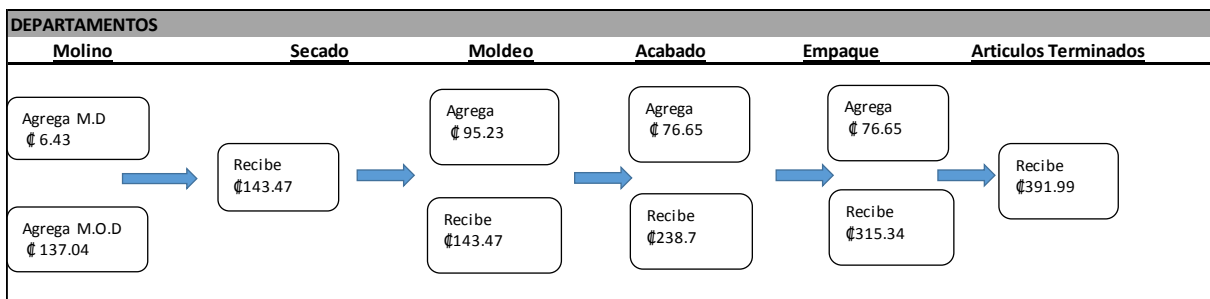 DEPARTAMENTOS
Molino Secado Moldeo Acabado Empaque Articulos Terminados
Agrega M.D
₡ 6.43
Agrega M.O.D
₡ 137.04
Recibe
₡143.47
Agrega
₡ 95.23
Recibe
₡143.47
Agrega
₡ 76.65
Recibe
₡238.7
Agrega
₡ 76.65
Recibe
₡315.34
Recibe
₡391.99